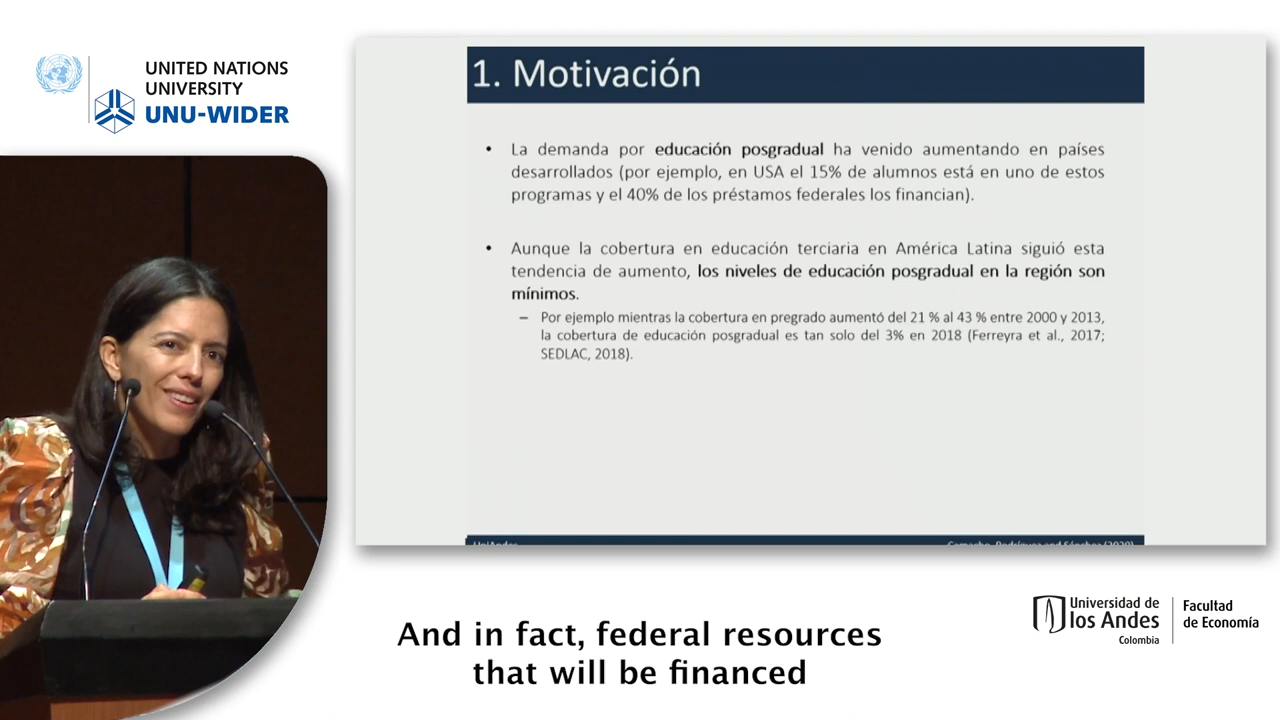 UNITED NATIONS
UNIVERSITY
UNU-WIDER
1. Motivación
• La demanda por educación posgradual ha venido aumentando en países
desarrollados (por ejemplo, en USA el 15% de alumnos está en uno de estos
programas y el 40% de los préstamos federales los financian).
• Aunque la cobertura en educación terciaria en América Latina siguió esta
tendencia de aumento, los niveles de educación posgradual en la región son
mínimos.
– Por ejemplo mientras la cobertura en pregrado aumentó del 21 % al 43 % entre 2000 y 2013,
la cobertura de educación posgradual es tan solo del 3% en 2018 (Ferreyra et al., 2017;
SEDLAC, 2018).
UniAndes
Camacho, Rodríguez and Sánchez (2020)
Universidad de
los Andes
Colombia
Facultad
de Economía
And in fact, federal resources
that will be financed